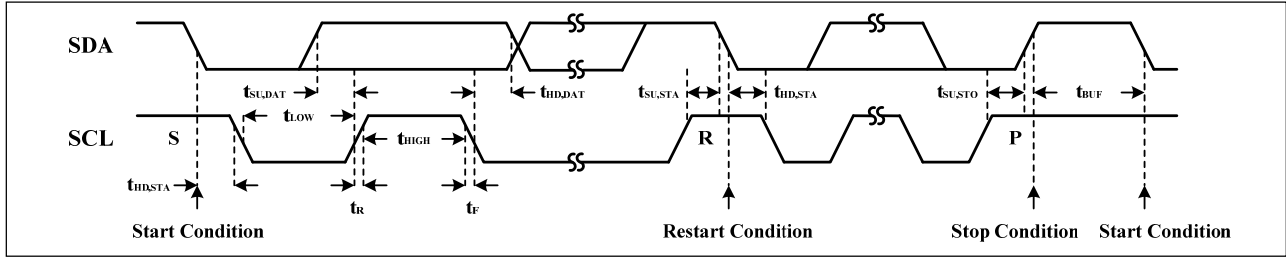 SDA
tSU,DAT tHD,DAT tSU,STA tHD,STA tSU,STO tBUF
tLOW
SCL S tHIGH R P
tHD,STA
tR tF
Start Condition Restart Condition Stop Condition Start Condition